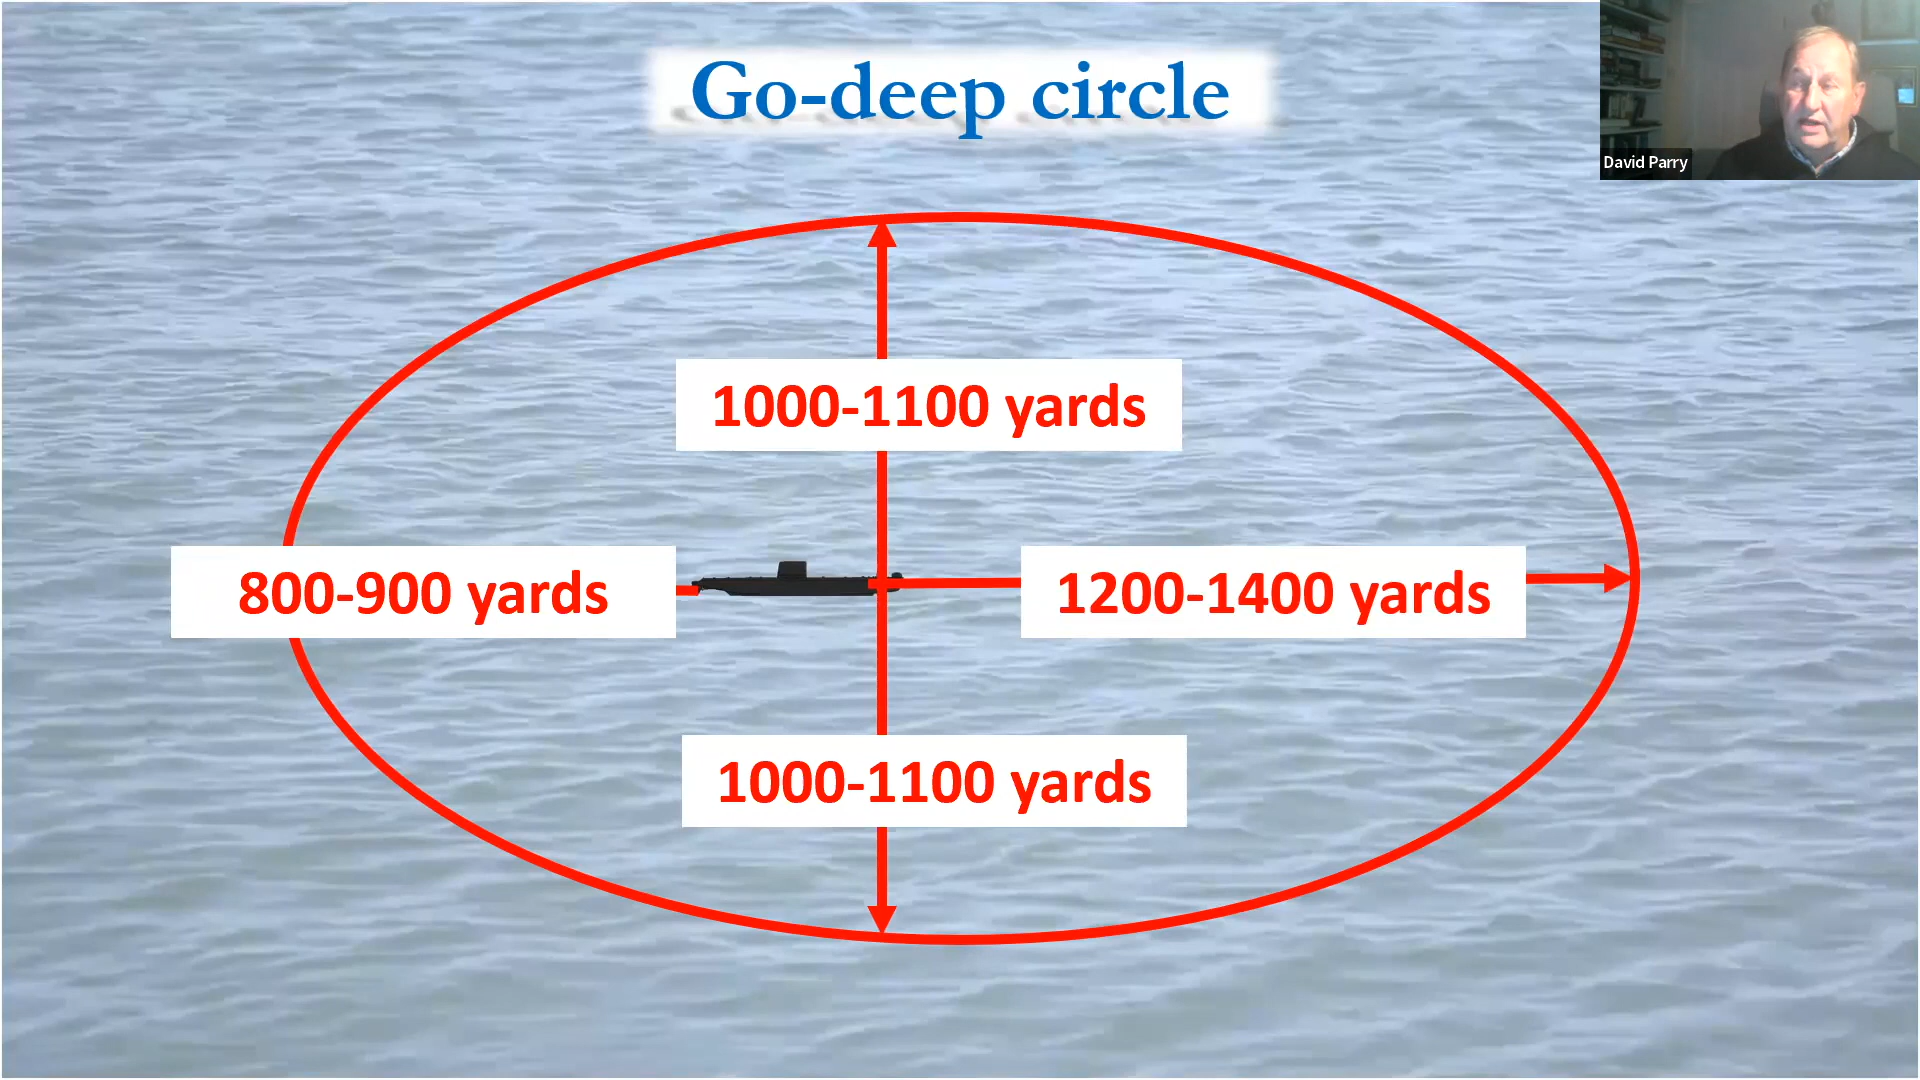 Go-deep circle
David Parry
1000-1100 yards
800-900 yards
1200-1400 yards
1000-1100 yards